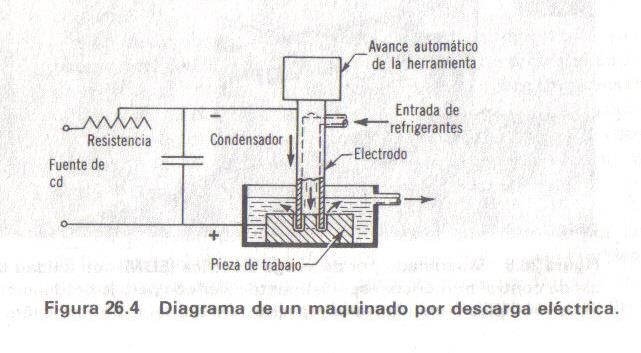 Avance automático
de la herramienta
Entrada de
refrigerantes
−
Resistencia
Condensador
Electrodo
Fuente de
cd
+
Pieza de trabajo
Figura 26.4 Diagrama de un maquinado por descarga eléctrica.